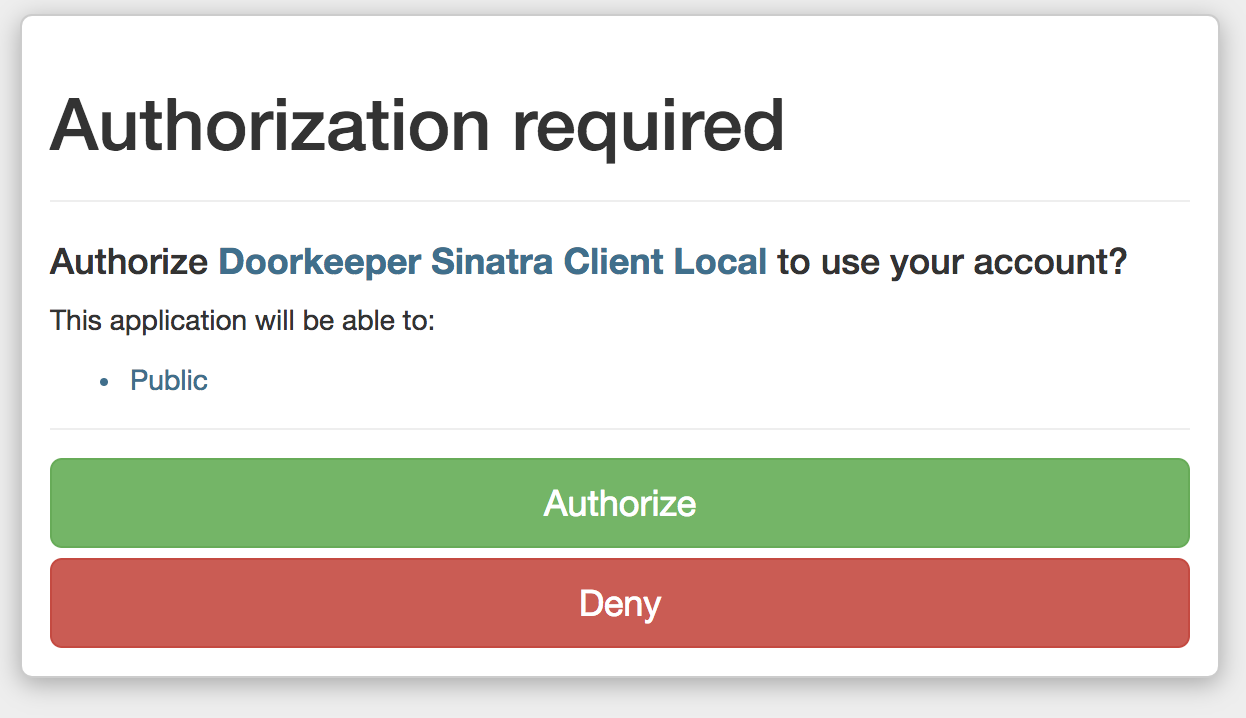 Authorization required
Authorize Doorkeeper Sinatra Client Local to use your account?
This application will be able to:
• Public
Authorize
Deny